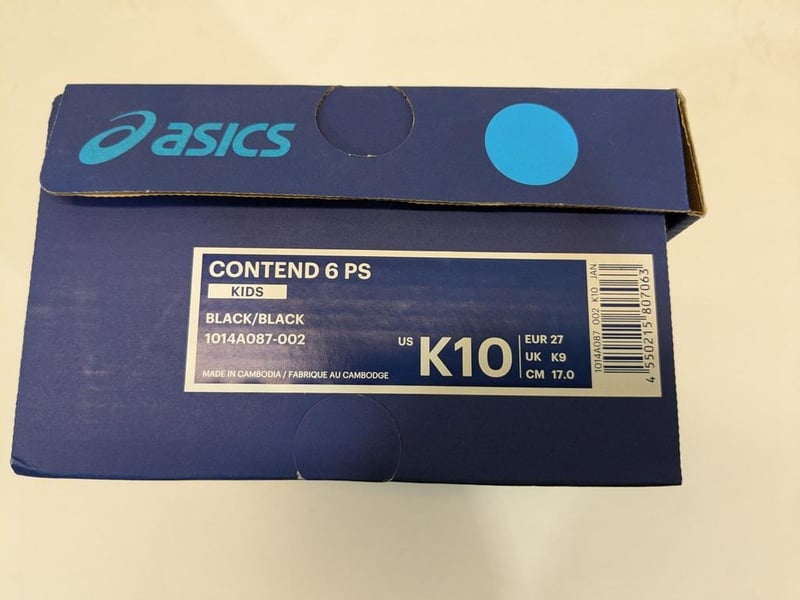 asics
CONTEND 6 PS
KIDS
BLACK/BLACK
1014A087-002
MADE IN CAMBODIA / FABRIQUE AU CAMBODGE
US K10
EUR 27
UK K9
CM 17.0
1014A087 002 K10 JAN
4 550215 807063